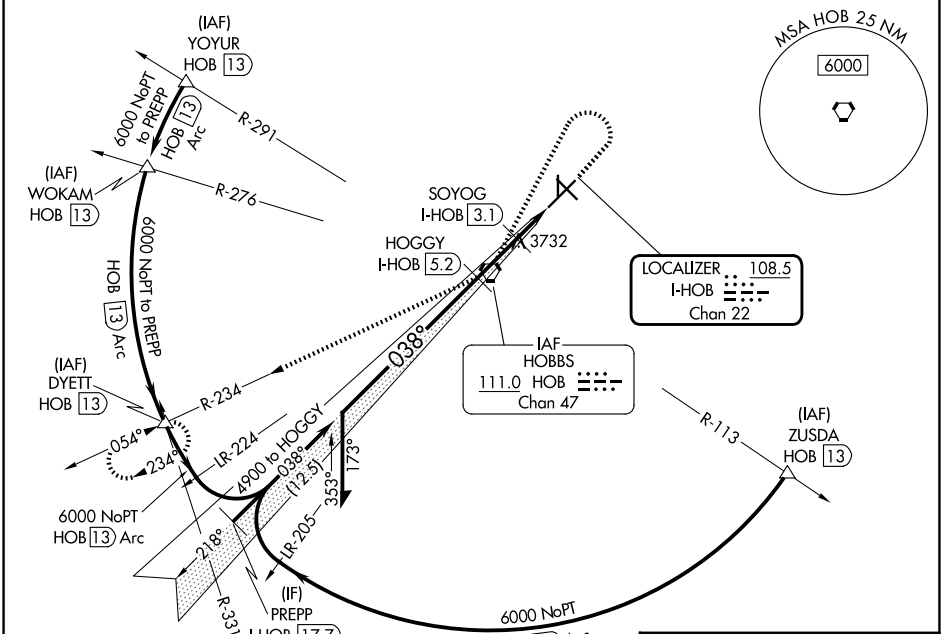 (IAF)
YOYUR
HOB 13
MSA HOB 25 NM
6000
6000 NoPT
to PREPP
HOB 13
Arc
R-291
(IAF)
WOKAM
HOB 13
R-276
SOYOG
I-HOB 3.1
3732
HOGGY
I-HOB 5.2
LOCALIZER 108.5
I-HOB
Chan 22
6000 NoPT to PREPP
HOB 13 Arc
038°
IAF
HOBBS
111.0 HOB
Chan 47
(IAF)
DYETT
HOB 13
R-234
R-113
(IAF)
ZUSDA
HOB 13
054°
234°
LR-224
4900 to HOGGY
038°
(12.5)
353°
173°
6000 NoPT
HOB 13 Arc
218°
LR-205
R-331
(IF)
PREPP
I-HOB 17.7
6000 NoPT